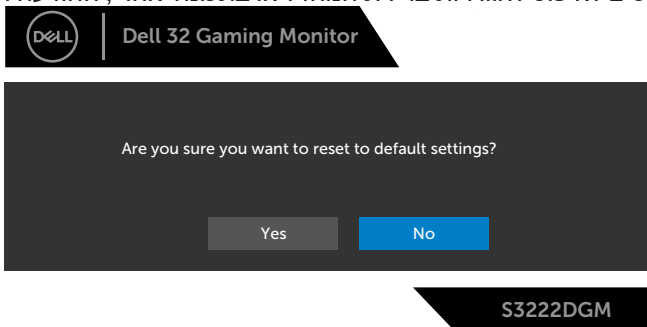 DELL
Dell 32 Gaming Monitor
Are you sure you want to reset to default settings?
Yes
No
S3222DGM